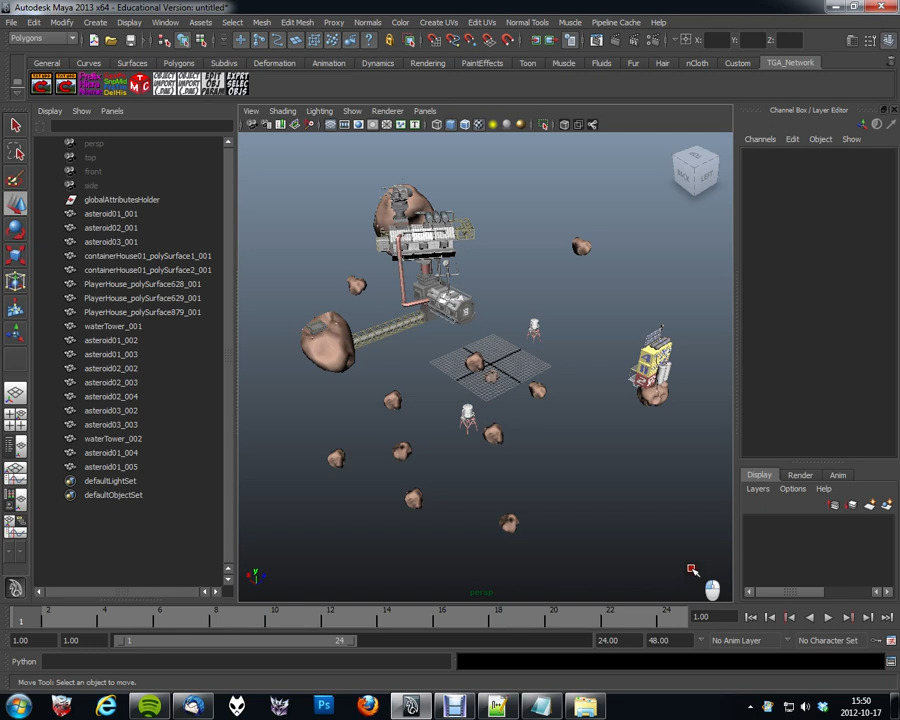 Autodesk Maya 2013 x64 - Educational Version: untitled*
File Edit Modify Create Display Window Assets Select Mesh Edit Mesh Proxy Normals Color Create UVs Edit UVs Normal Tools Muscle Pipeline Cache Help
Polygons X: Y: Z:
General Curves Surfaces Polygons Subdivs Deformation Animation Dynamics Rendering PaintEffects Toon Muscle Fluids Fur Hair nCloth Custom TGA_Network
Display Show Panels
View Shading Lighting Show Renderer Panels
Channel Box / Layer Editor
Channels Edit Object Show
persp
top
front
side
globalAttributesHolder
asteroid01_001
asteroid02_001
asteroid03_001
containerHouse01_polySurface1_001
containerHouse01_polySurface2_001
PlayerHouse_polySurface628_001
PlayerHouse_polySurface629_001
PlayerHouse_polySurface879_001
waterTower_001
asteroid01_002
asteroid01_003
asteroid02_002
asteroid02_003
asteroid02_004
asteroid03_002
asteroid03_003
waterTower_002
asteroid01_004
asteroid01_005
defaultLightSet
defaultObjectSet
BACK LEFT
persp
Display Render Anim
Layers Options Help
2 4 6 8 10 12 14 16 18 20 22 24
1 1.00
1.00 1.00 1 24 24.00 48.00 No Anim Layer No Character Set
Python
Move Tool: Select an object to move.
Ps
15:50
2012-10-17